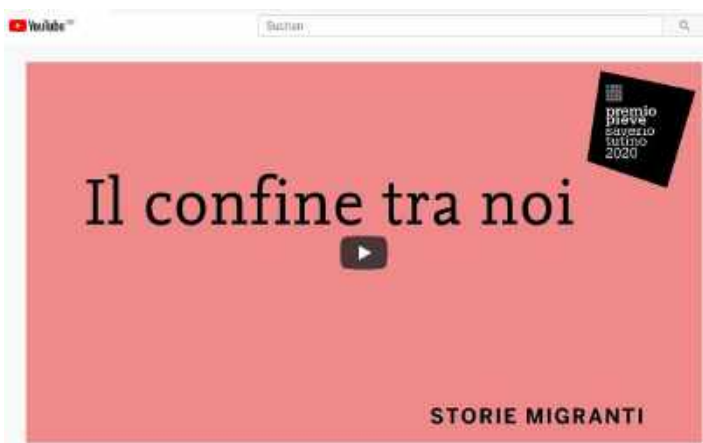 YouTube
Suchen
premio
pieve
saverio
tutino
2020
Il confine tra noi
STORIE MIGRANTI